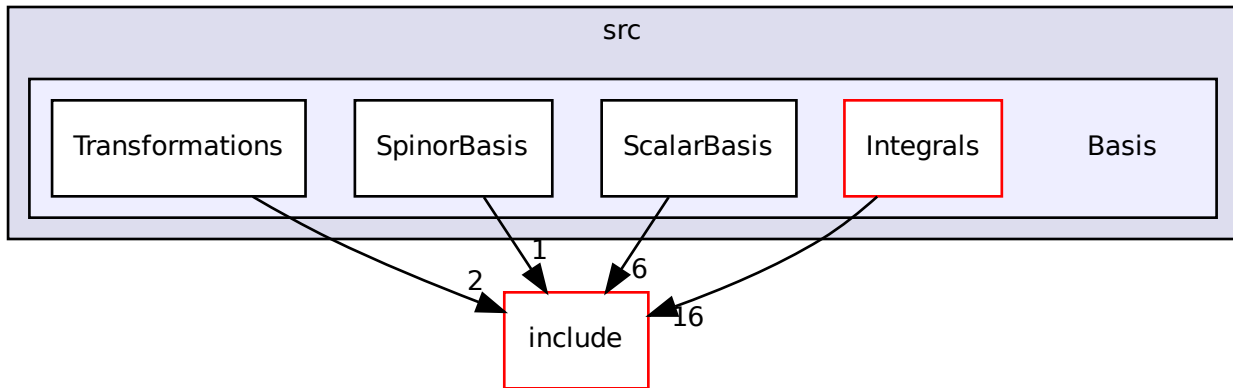 src
Transformations
SpinorBasis
ScalarBasis
Integrals
Basis
2
1
6
16
include